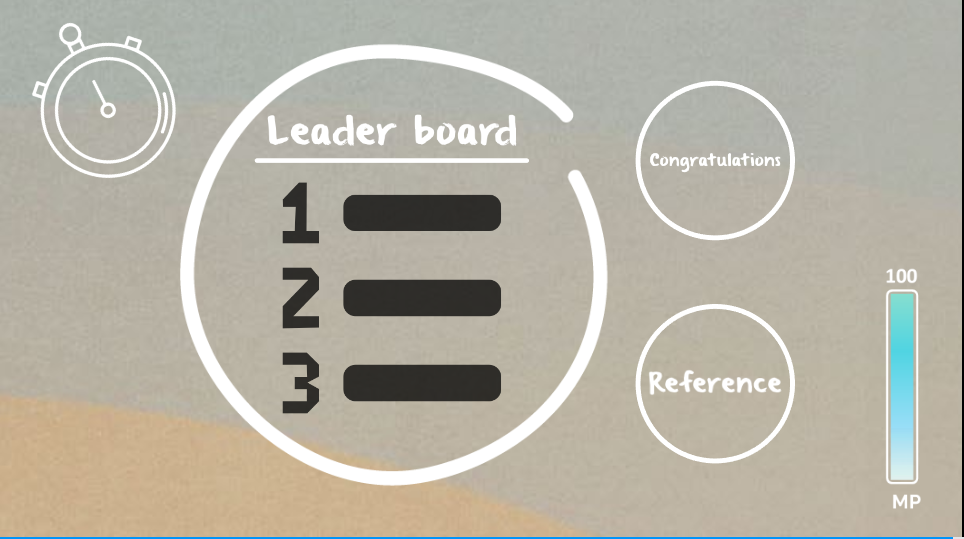 Leader board
1
2
3
Congratulations
Reference
100
MP